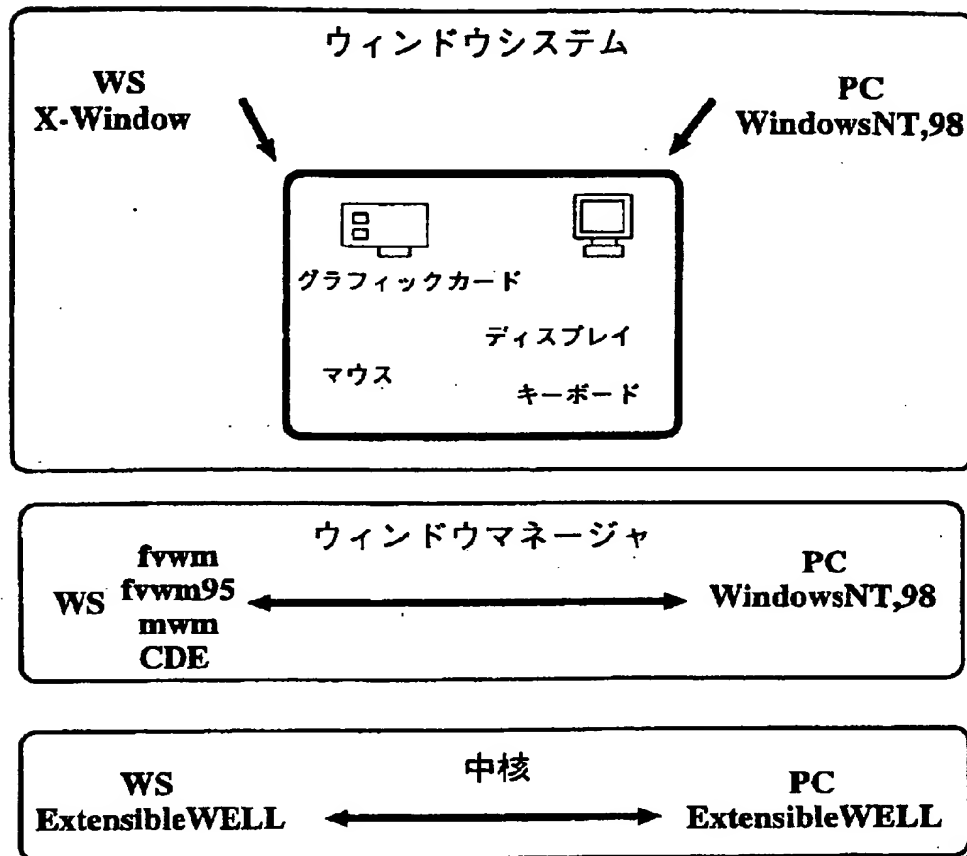 ウィンドウシステム
WS
X-Window
PC
WindowsNT,98
グラフィックカード
ディスプレイ
マウス
キーボード
ウィンドウマネージャ
WS
fvwm
fvwm95
mwm
CDE
PC
WindowsNT,98
中核
WS
ExtensibleWELL
PC
ExtensibleWELL